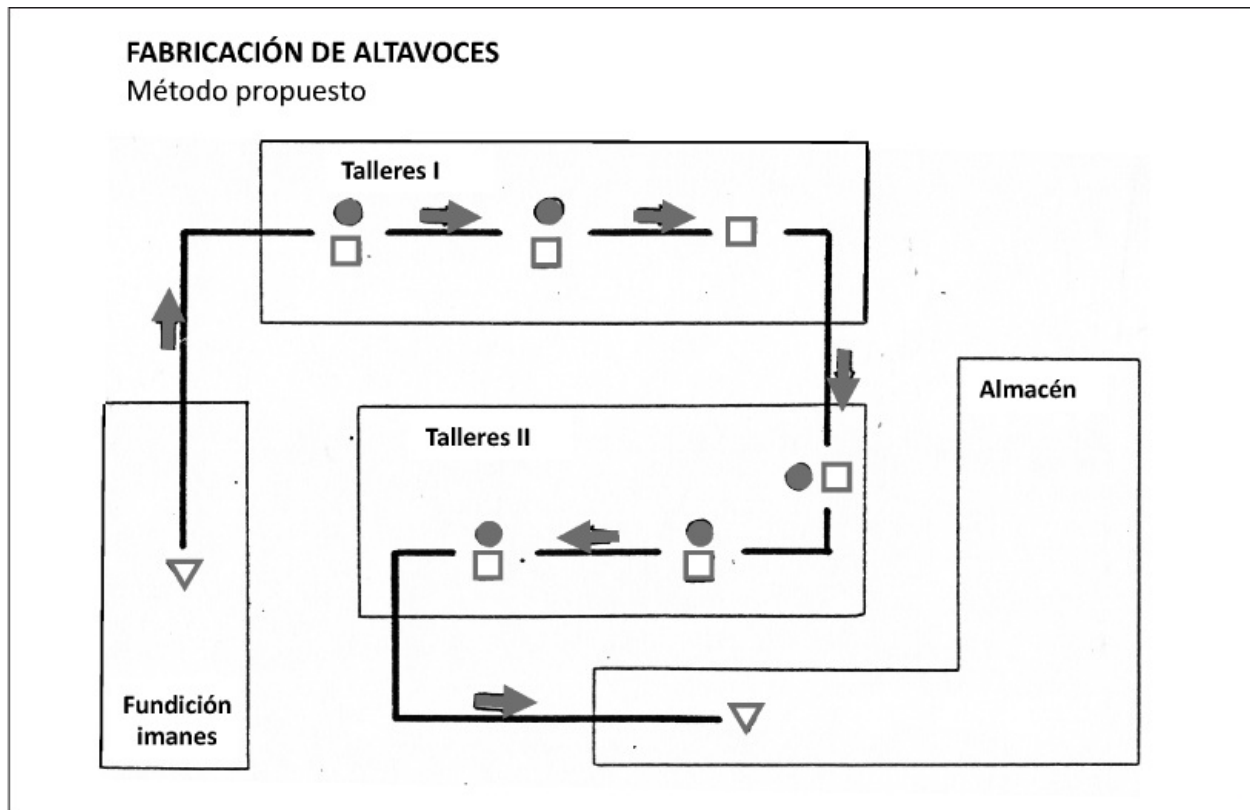 FABRICACIÓN DE ALTAVOCES
Método propuesto
Talleres I
Almacén
Talleres II
Fundición
imanes